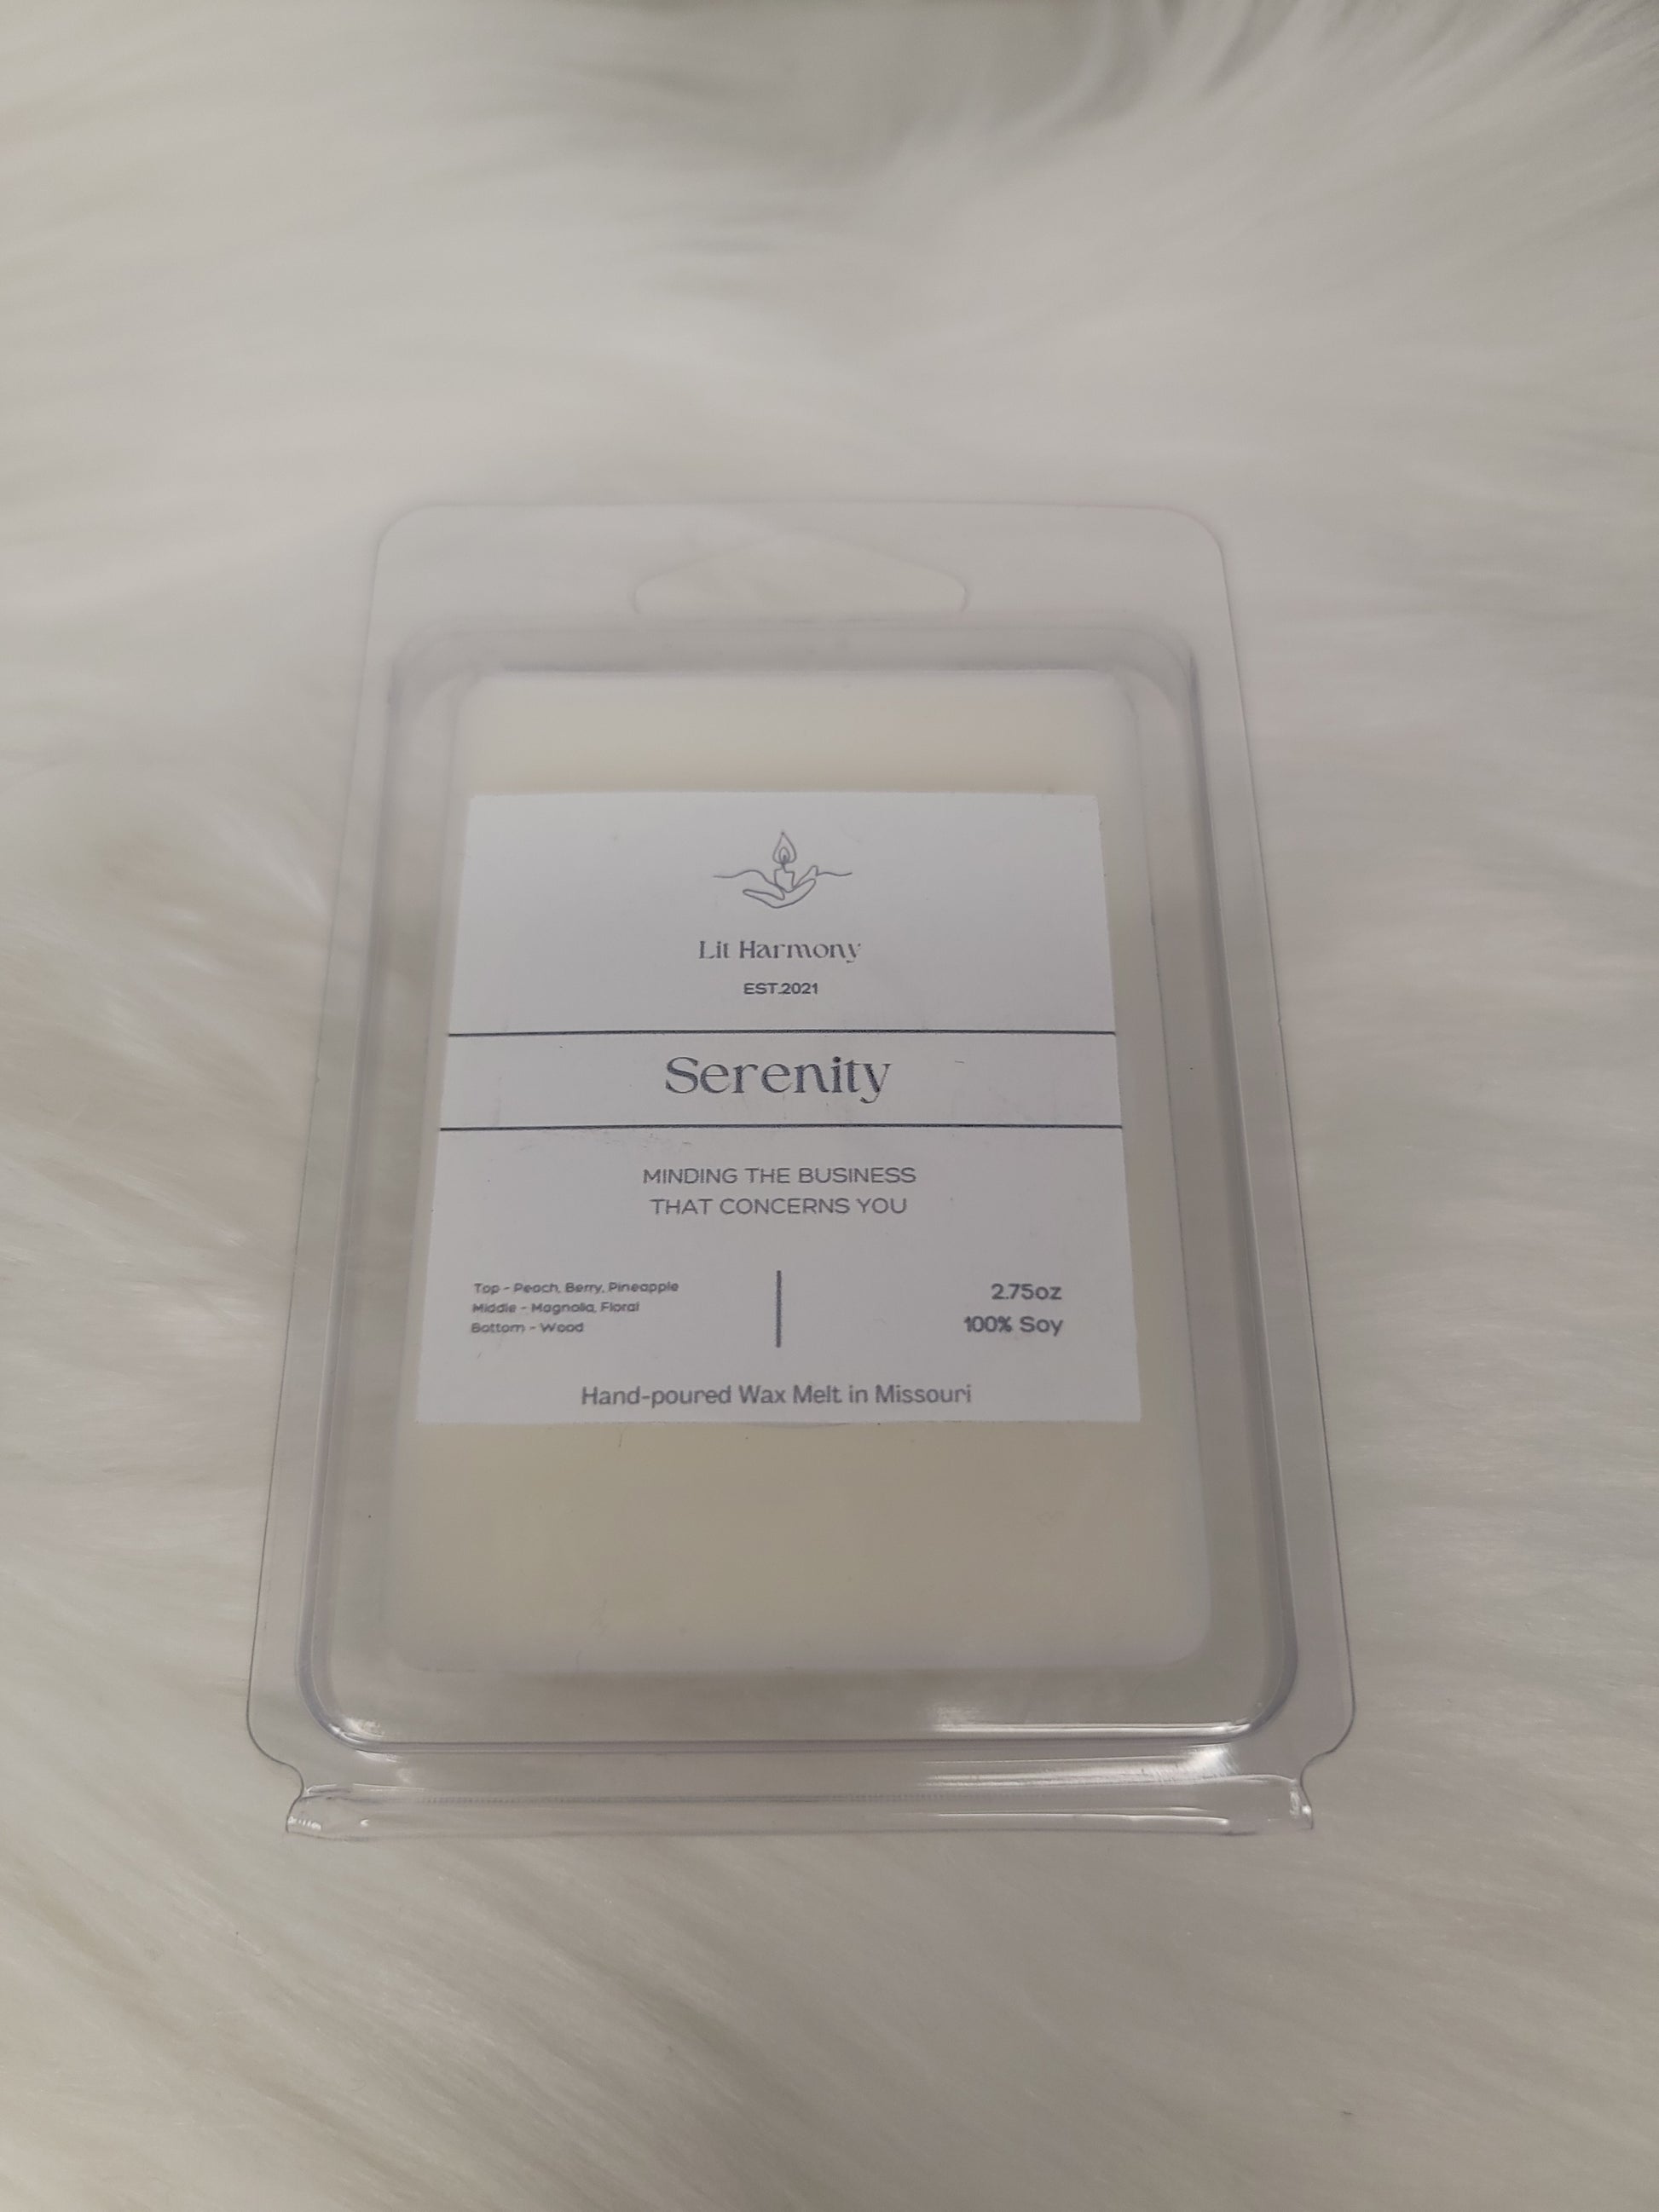 Lit Harmony
EST.2021
Serenity
MINDING THE BUSINESS
THAT CONCERNS YOU
Top - Peach, Berry, Pineapple
Middle - Magnolia, Floral
Bottom - Wood
2.75oz
100% Soy
Hand-poured Wax Melt in Missouri